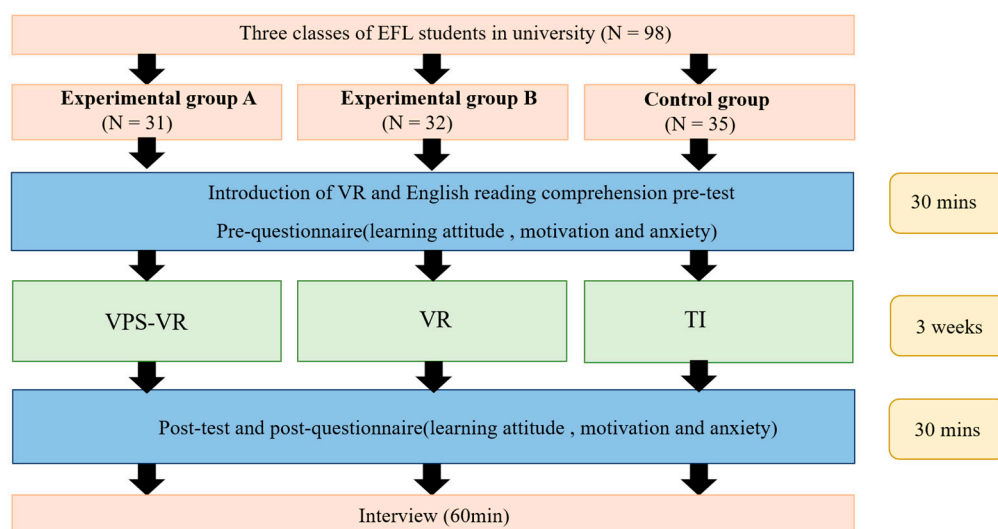 Three classes of EFL students in university (N = 98)
Experimental group A
(N = 31)
Experimental group B
(N = 32)
Control group
(N = 35)
Introduction of VR and English reading comprehension pre-test
Pre-questionnaire(learning attitude , motivation and anxiety)
30 mins
VPS-VR
VR
TI
3 weeks
Post-test and post-questionnaire(learning attitude , motivation and anxiety)
30 mins
Interview (60min)